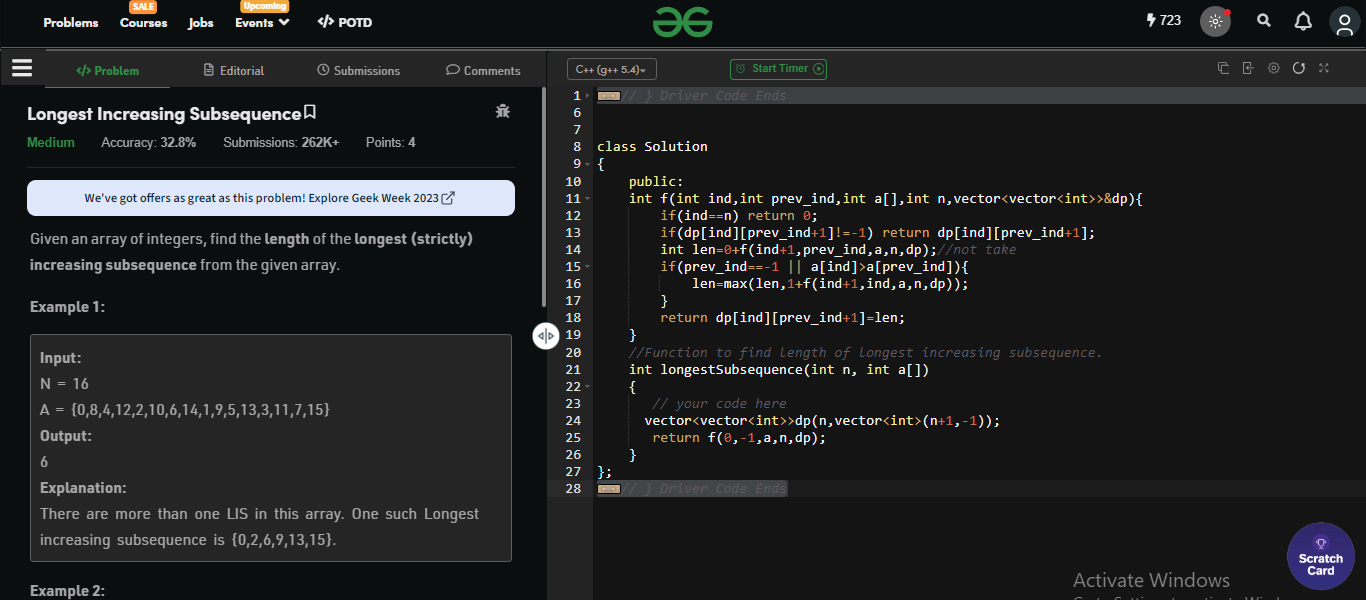 SALE
Upcoming
Problems Courses Jobs Events </> POTD
723
</> Problem Editorial Submissions Comments
C++ (g++ 5.4) Start Timer
Longest Increasing Subsequence
Medium Accuracy: 32.8% Submissions: 262K+ Points: 4
We've got offers as great as this problem! Explore Geek Week 2023
Given an array of integers, find the length of the longest (strictly)
increasing subsequence from the given array.
Example 1:
Input:
N = 16
A = {0,8,4,12,2,10,6,14,1,9,5,13,3,11,7,15}
Output:
6
Explanation:
There are more than one LIS in this array. One such Longest
increasing subsequence is {0,2,6,9,13,15}.
Example 2:
1 // } Driver Code Ends
6
7
8 class Solution
9 {
10 public:
11 int f(int ind,int prev_ind,int a[],int n,vector<vector<int>>&dp){
12 if(ind==n) return 0;
13 if(dp[ind][prev_ind+1]!=-1) return dp[ind][prev_ind+1];
14 int len=0+f(ind+1,prev_ind,a,n,dp);//not take
15 if(prev_ind==-1 || a[ind]>a[prev_ind]){
16 len=max(len,1+f(ind+1,ind,a,n,dp));
17 }
18 return dp[ind][prev_ind+1]=len;
19 }
20 //Function to find length of longest increasing subsequence.
21 int longestSubsequence(int n, int a[])
22 {
23 // your code here
24 vector<vector<int>>dp(n,vector<int>(n+1,-1));
25 return f(0,-1,a,n,dp);
26 }
27 };
28 // } Driver Code Ends
Scratch
Card
Activate Windows